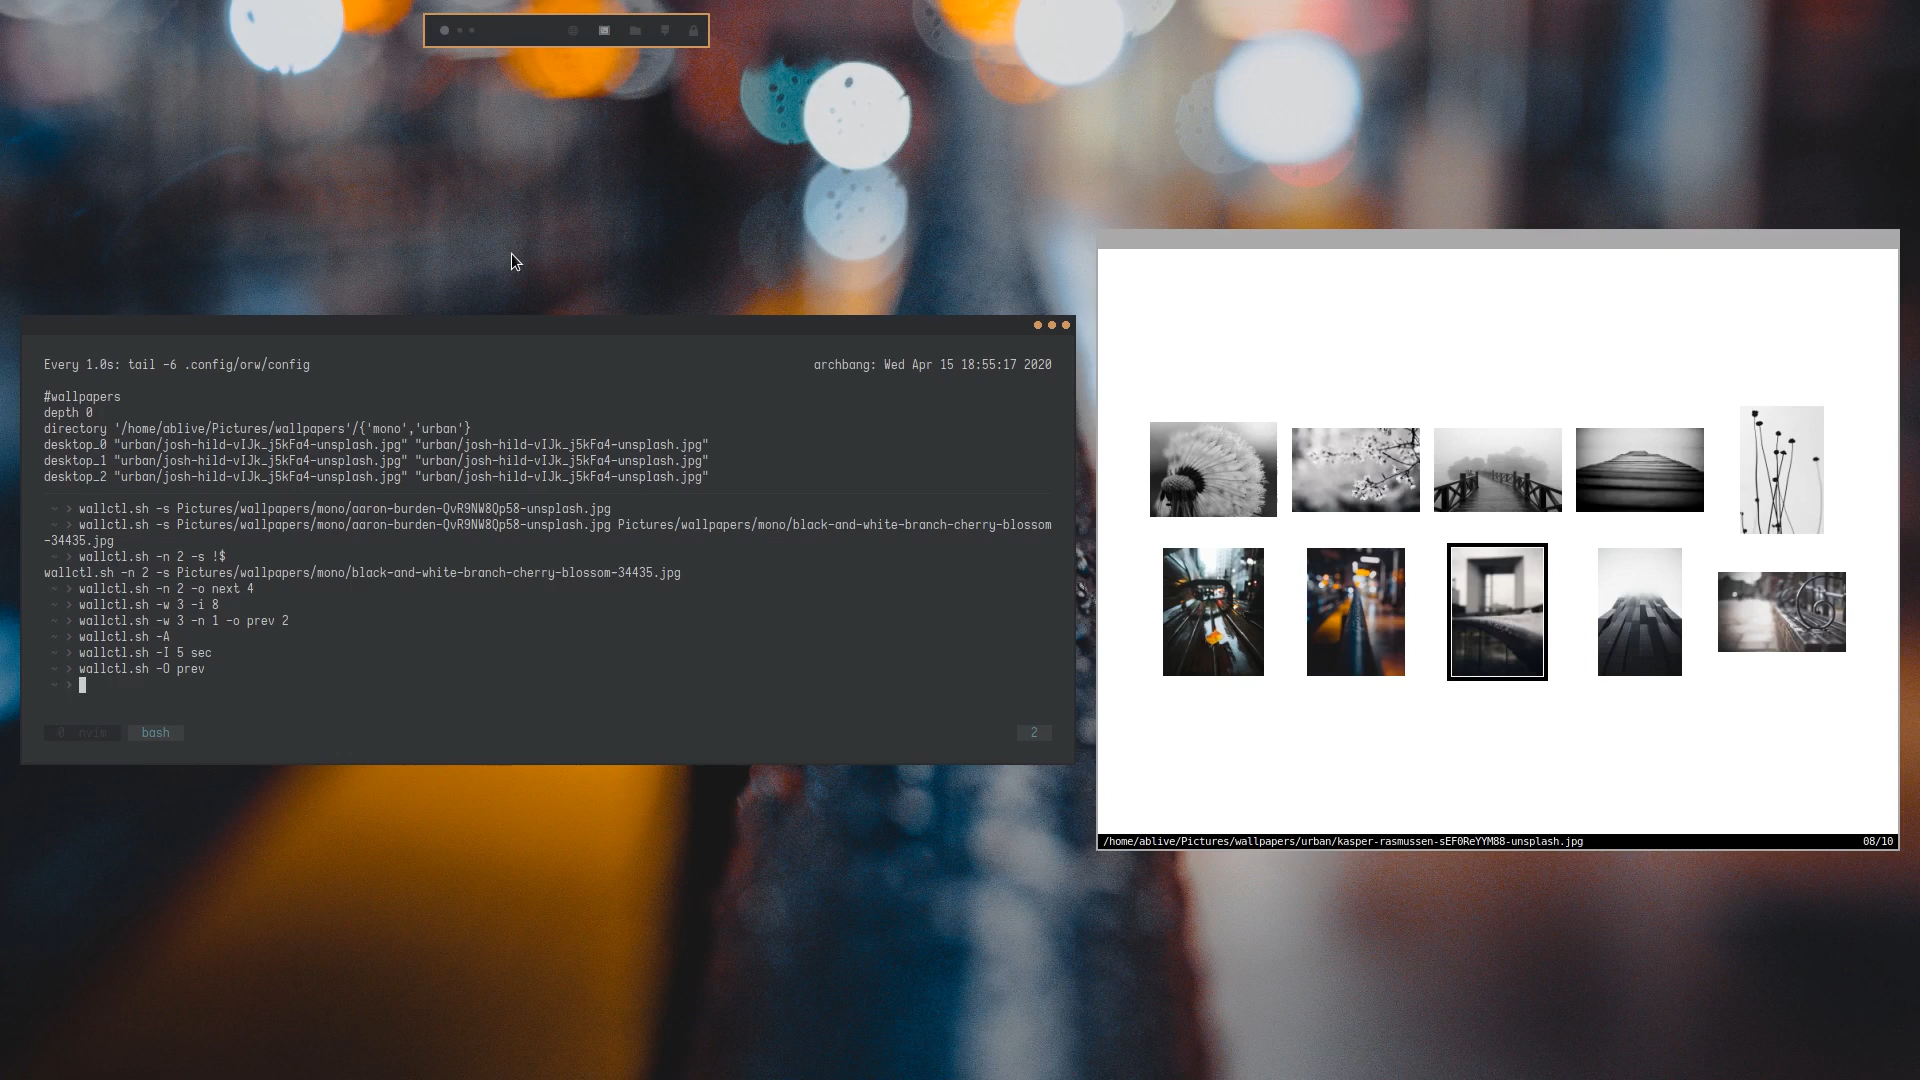 Every 1.0s: tail -6 .config/orw/config archbang: Wed Apr 15 18:55:17 2020
#wallpapers
depth 0
directory '/home/ablive/Pictures/wallpapers'/{'mono','urban'}
desktop_0 "urban/josh-hild-vIJk_j5kFa4-unsplash.jpg" "urban/josh-hild-vIJk_j5kFa4-unsplash.jpg"
desktop_1 "urban/josh-hild-vIJk_j5kFa4-unsplash.jpg" "urban/josh-hild-vIJk_j5kFa4-unsplash.jpg"
desktop_2 "urban/josh-hild-vIJk_j5kFa4-unsplash.jpg" "urban/josh-hild-vIJk_j5kFa4-unsplash.jpg"
~ > wallctl.sh -s Pictures/wallpapers/mono/aaron-burden-QvR9NW8Qp58-unsplash.jpg
~ > wallctl.sh -s Pictures/wallpapers/mono/aaron-burden-QvR9NW8Qp58-unsplash.jpg Pictures/wallpapers/mono/black-and-white-branch-cherry-blossom
-34435.jpg
~ > wallctl.sh -n 2 -s !$
wallctl.sh -n 2 -s Pictures/wallpapers/mono/black-and-white-branch-cherry-blossom-34435.jpg
~ > wallctl.sh -n 2 -o next 4
~ > wallctl.sh -w 3 -i 8
~ > wallctl.sh -w 3 -n 1 -o prev 2
~ > wallctl.sh -A
~ > wallctl.sh -I 5 sec
~ > wallctl.sh -O prev
~ >
0 nvim bash 2
/home/ablive/Pictures/wallpapers/urban/kasper-rasmussen-sEF0ReYYM88-unsplash.jpg 08/10